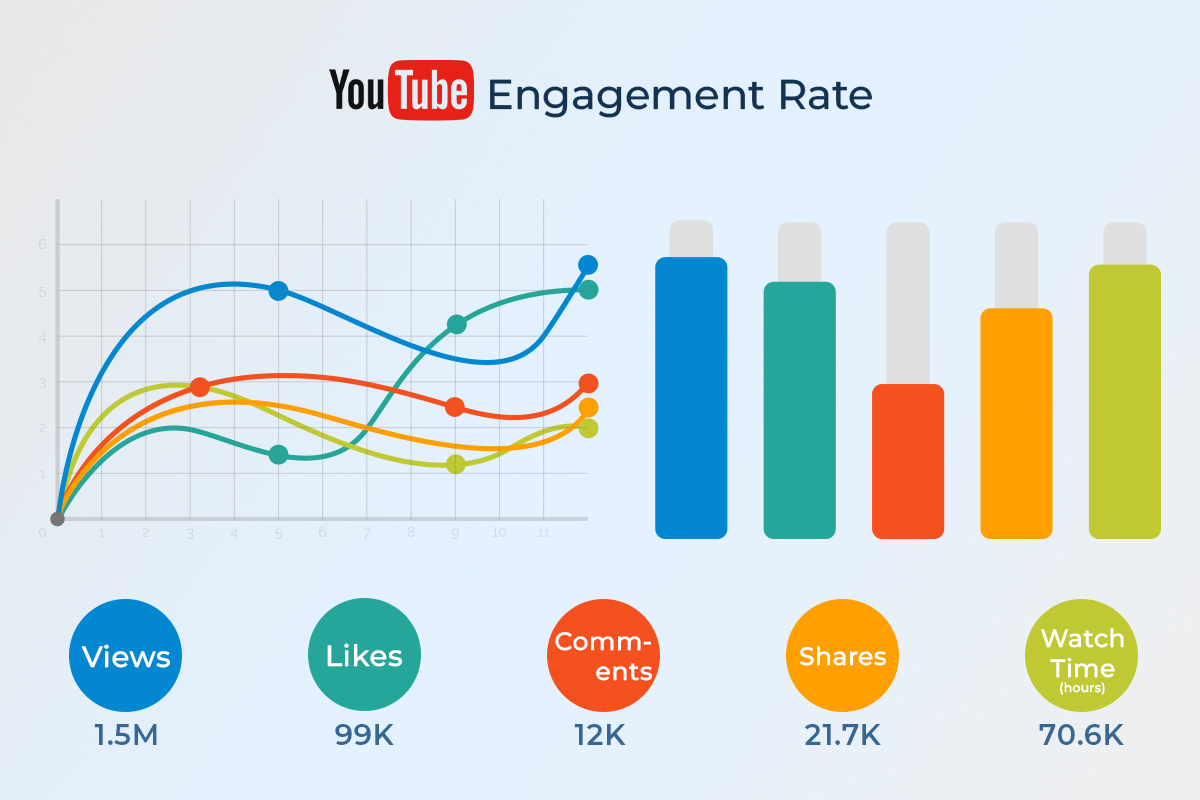 YouTube Engagement Rate
6
5
4
3
2
1
0 1 2 3 4 5 6 7 8 9 10 11
Views
Likes
Comm-
ents
Shares
Watch
Time
(hours)
1.5M
99K
12K
21.7K
70.6K